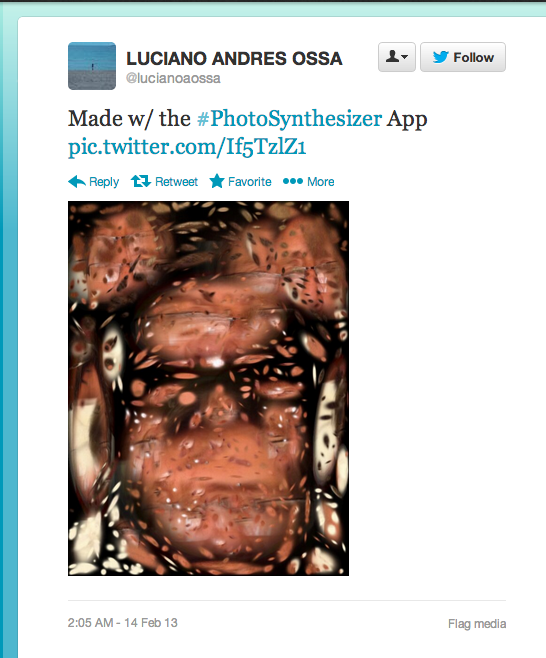 LUCIANO ANDRES OSSA
@lucianoaossa
Follow
Made w/ the #PhotoSynthesizer App
pic.twitter.com/If5TzlZ1
Reply Retweet Favorite More
2:05 AM - 14 Feb 13
Flag media